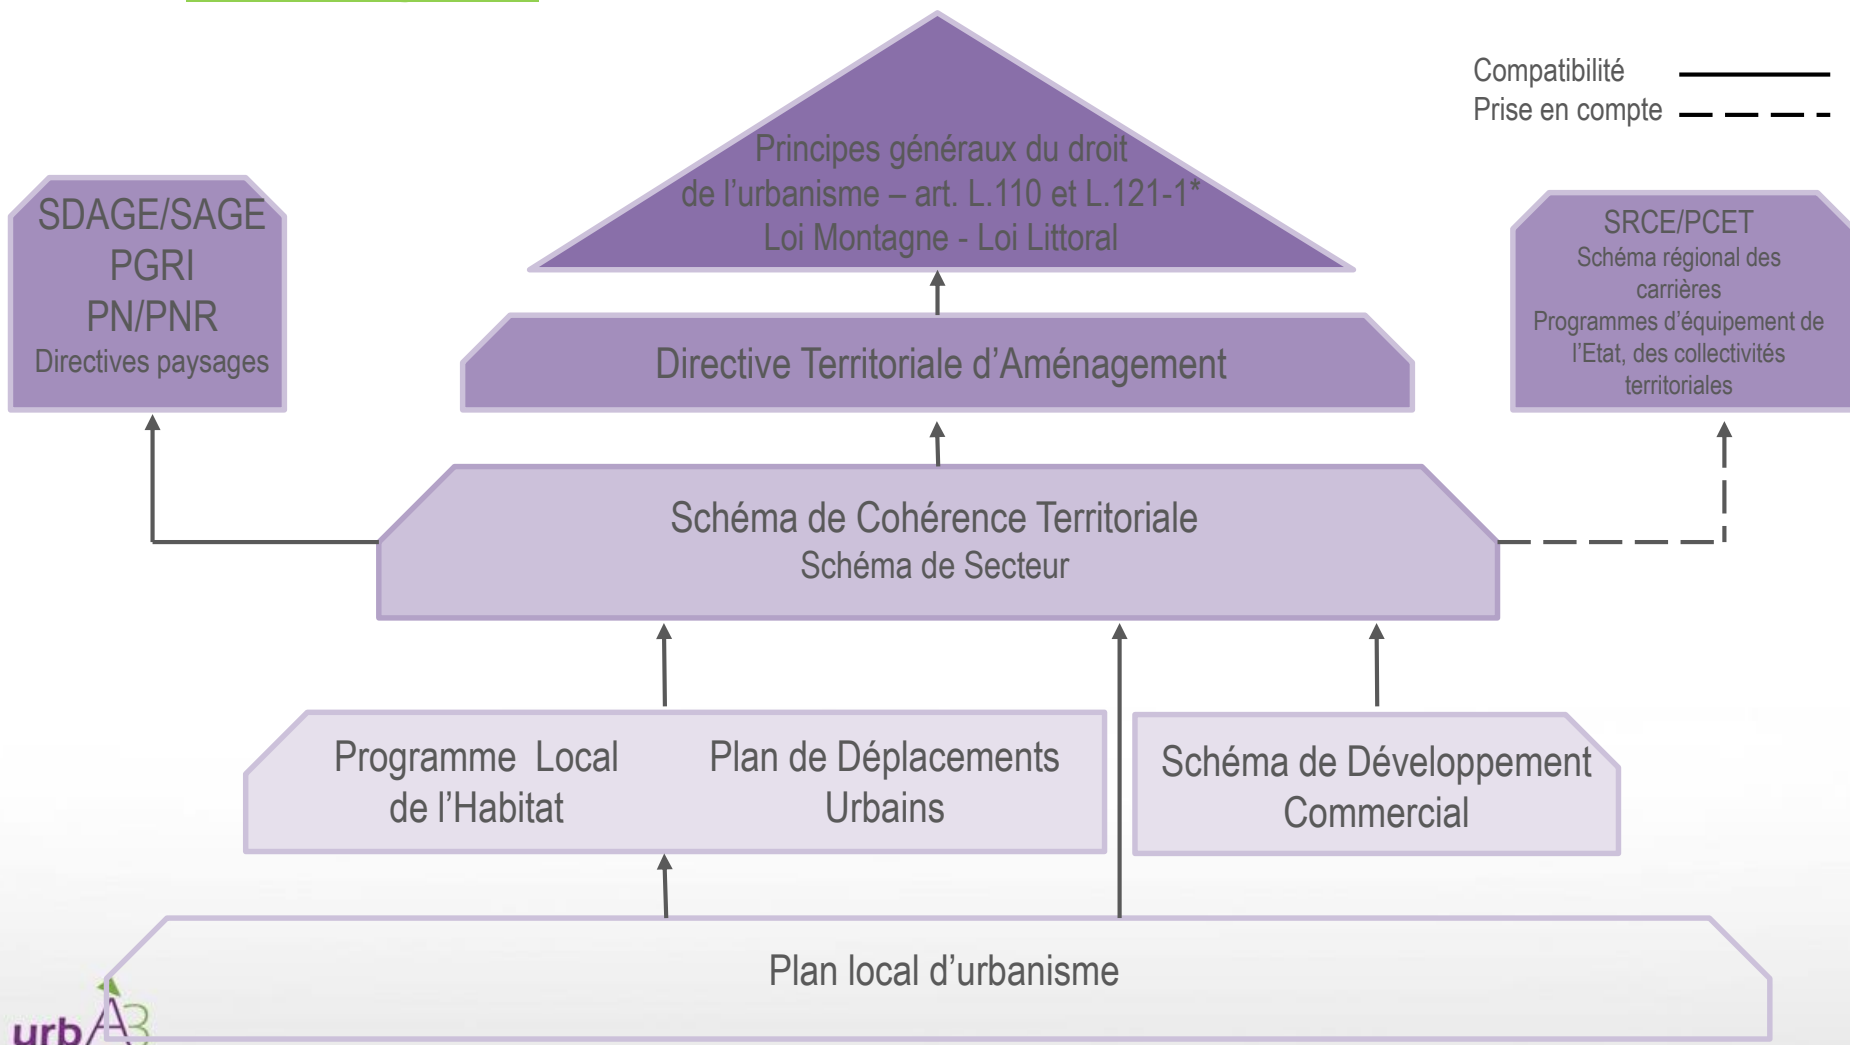 Compatibilité
Prise en compte
Principes généraux du droit
de l’urbanisme – art. L.110 et L.121-1*
Loi Montagne - Loi Littoral
SDAGE/SAGE
PGRI
PN/PNR
Directives paysages
SRCE/PCET
Schéma régional des
carrières
Programmes d’équipement de
l’Etat, des collectivités
territoriales
Directive Territoriale d’Aménagement
Schéma de Cohérence Territoriale
Schéma de Secteur
Programme Local
de l’Habitat
Plan de Déplacements
Urbains
Schéma de Développement
Commercial
Plan local d’urbanisme
urbA3